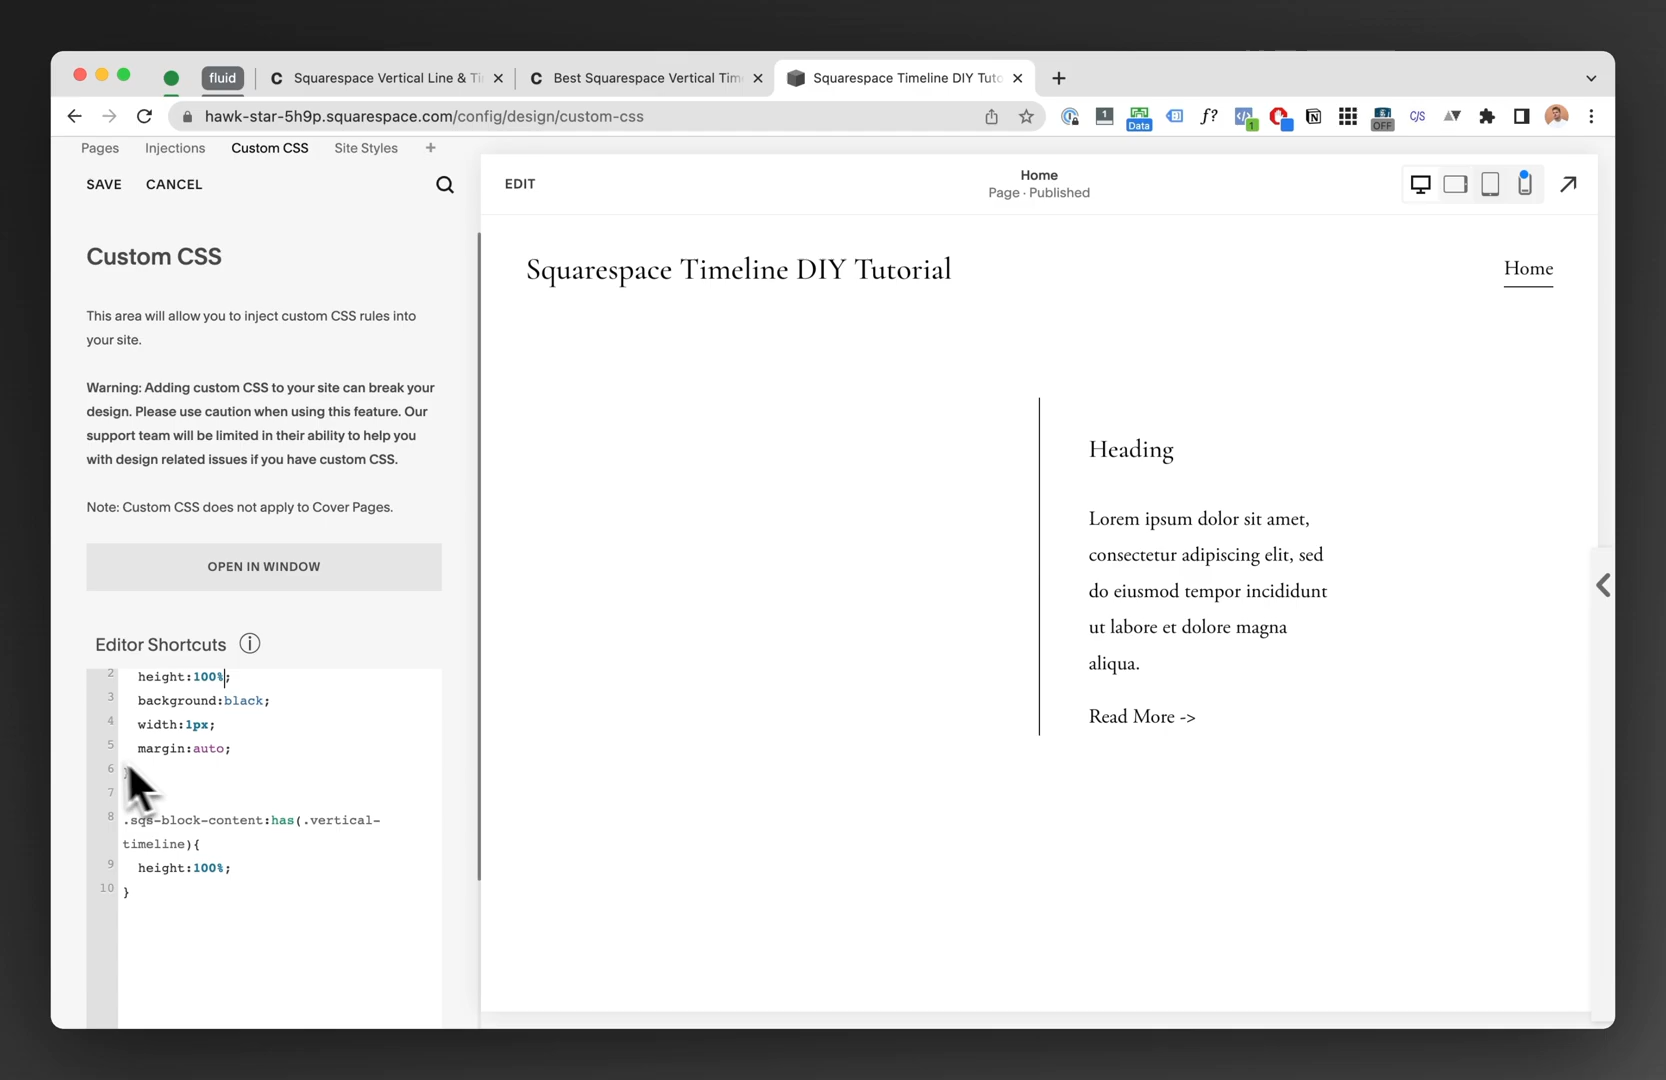 fluid
Squarespace Vertical Line & Ti
Best Squarespace Vertical Tim
Squarespace Timeline DIY Tuto
hawk-star-5h9p.squarespace.com/config/design/custom-css
1
Data
f?
1
OFF
C/S
Pages
Injections
Custom CSS
Site Styles
+
SAVE
CANCEL
EDIT
Home
Page · Published
Custom CSS
This area will allow you to inject custom CSS rules into
your site.
Warning: Adding custom CSS to your site can break your
design. Please use caution when using this feature. Our
support team will be limited in their ability to help you
with design related issues if you have custom CSS.
Note: Custom CSS does not apply to Cover Pages.
OPEN IN WINDOW
Editor Shortcuts
2 height:100%;
3 background:black;
4 width:1px;
5 margin:auto;
6 }
7
8 .sqs-block-content:has(.vertical-
timeline){
9 height:100%;
10 }
Squarespace Timeline DIY Tutorial
Home
Heading
Lorem ipsum dolor sit amet,
consectetur adipiscing elit, sed
do eiusmod tempor incididunt
ut labore et dolore magna
aliqua.
Read More ->